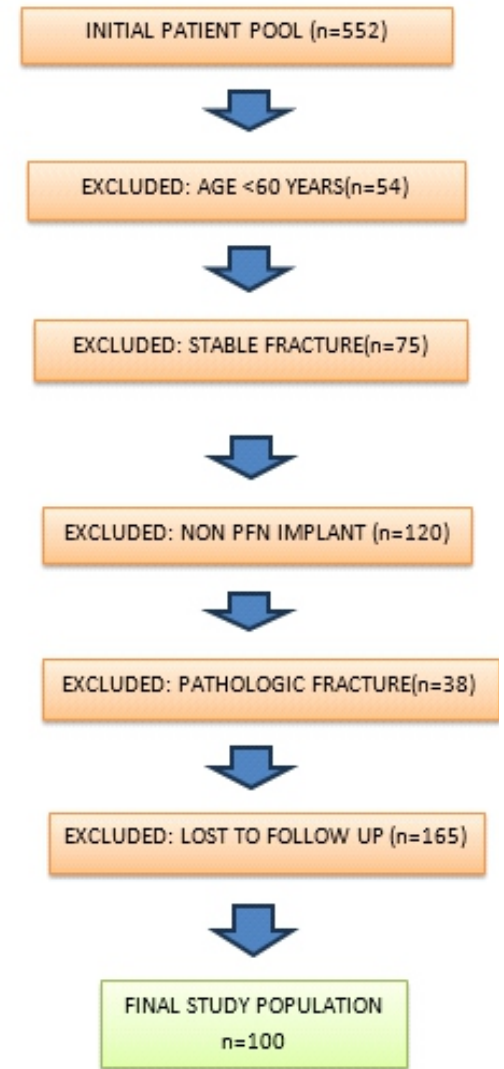 INITIAL PATIENT POOL (n=552)
EXCLUDED: AGE <60 YEARS(n=54)
EXCLUDED: STABLE FRACTURE(n=75)
EXCLUDED: NON PFN IMPLANT (n=120)
EXCLUDED: PATHOLOGIC FRACTURE(n=38)
EXCLUDED: LOST TO FOLLOW UP (n=165)
FINAL STUDY POPULATION
n=100